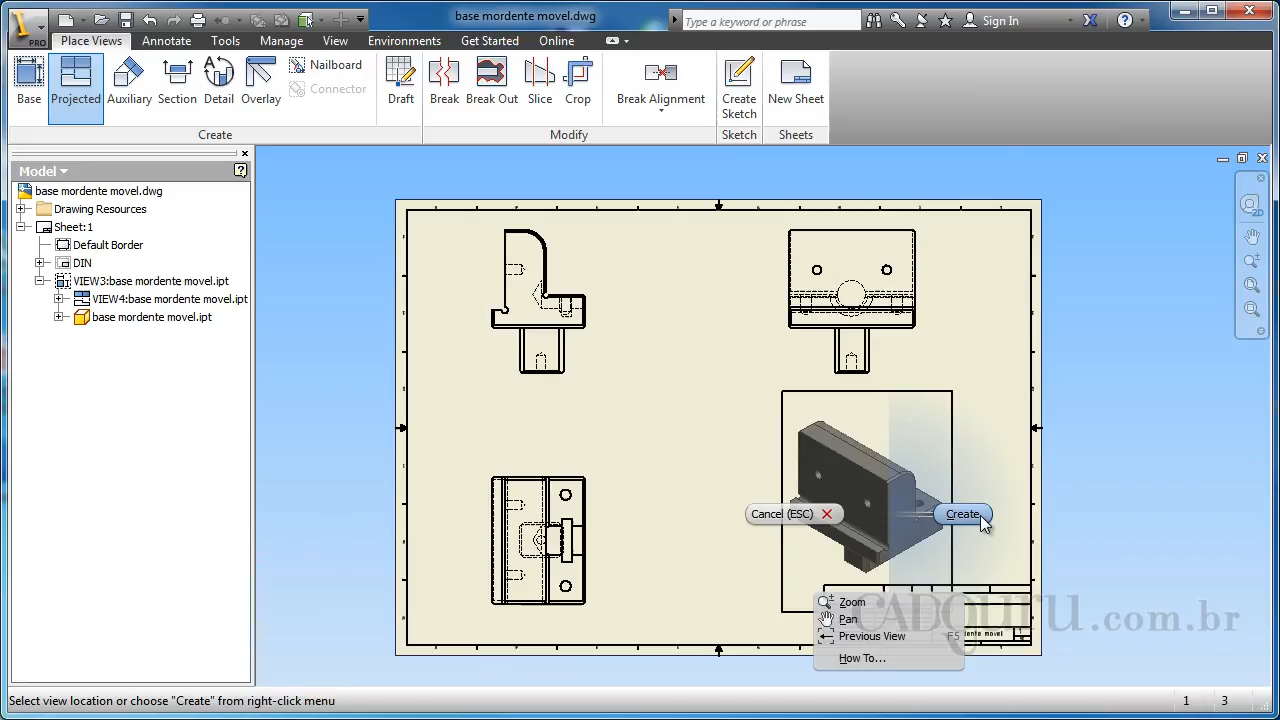 base mordente movel.dwg
Type a keyword or phrase
Sign In
PRO
Place Views
Annotate
Tools
Manage
View
Environments
Get Started
Online
Base
Projected
Auxiliary
Section
Detail
Overlay
Nailboard
Connector
Draft
Break
Break Out
Slice
Crop
Break Alignment
Create
Sketch
New Sheet
Create
Modify
Sketch
Sheets
Model
base mordente movel.dwg
Drawing Resources
Sheet:1
Default Border
DIN
VIEW3:base mordente movel.ipt
VIEW4:base mordente movel.ipt
base mordente movel.ipt
2D
Cancel (ESC)
Create
Zoom
Pan
Previous View F5
How To...
CADGuru.com.br
dente movel
Select view location or choose "Create" from right-click menu
1 3